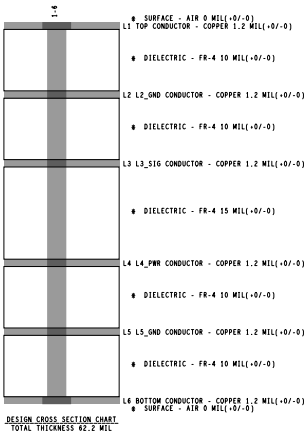 1-6
* SURFACE - AIR 0 MIL(+0/-0)
L1 TOP CONDUCTOR - COPPER 1.2 MIL(+0/-0)
* DIELECTRIC - FR-4 10 MIL(+0/-0)
L2 L2_GND CONDUCTOR - COPPER 1.2 MIL(+0/-0)
* DIELECTRIC - FR-4 10 MIL(+0/-0)
L3 L3_SIG CONDUCTOR - COPPER 1.2 MIL(+0/-0)
* DIELECTRIC - FR-4 15 MIL(+0/-0)
L4 L4_PWR CONDUCTOR - COPPER 1.2 MIL(+0/-0)
* DIELECTRIC - FR-4 10 MIL(+0/-0)
L5 L5_GND CONDUCTOR - COPPER 1.2 MIL(+0/-0)
* DIELECTRIC - FR-4 10 MIL(+0/-0)
L6 BOTTOM CONDUCTOR - COPPER 1.2 MIL(+0/-0)
* SURFACE - AIR 0 MIL(+0/-0)
DESIGN CROSS SECTION CHART
TOTAL THICKNESS 62.2 MIL